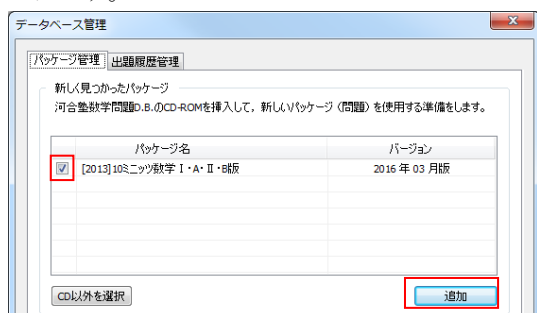 データベース管理
x
パッケージ管理 出題履歴管理
新しく見つかったパッケージ
河合塾数学問題D.B.のCD-ROMを挿入して，新しいパッケージ（問題）を使用する準備をします。
パッケージ名 バージョン
[2013]10ミニッツ数学Ⅰ・A・Ⅱ・B版 2016 年 03 月版
CD以外を選択 追加